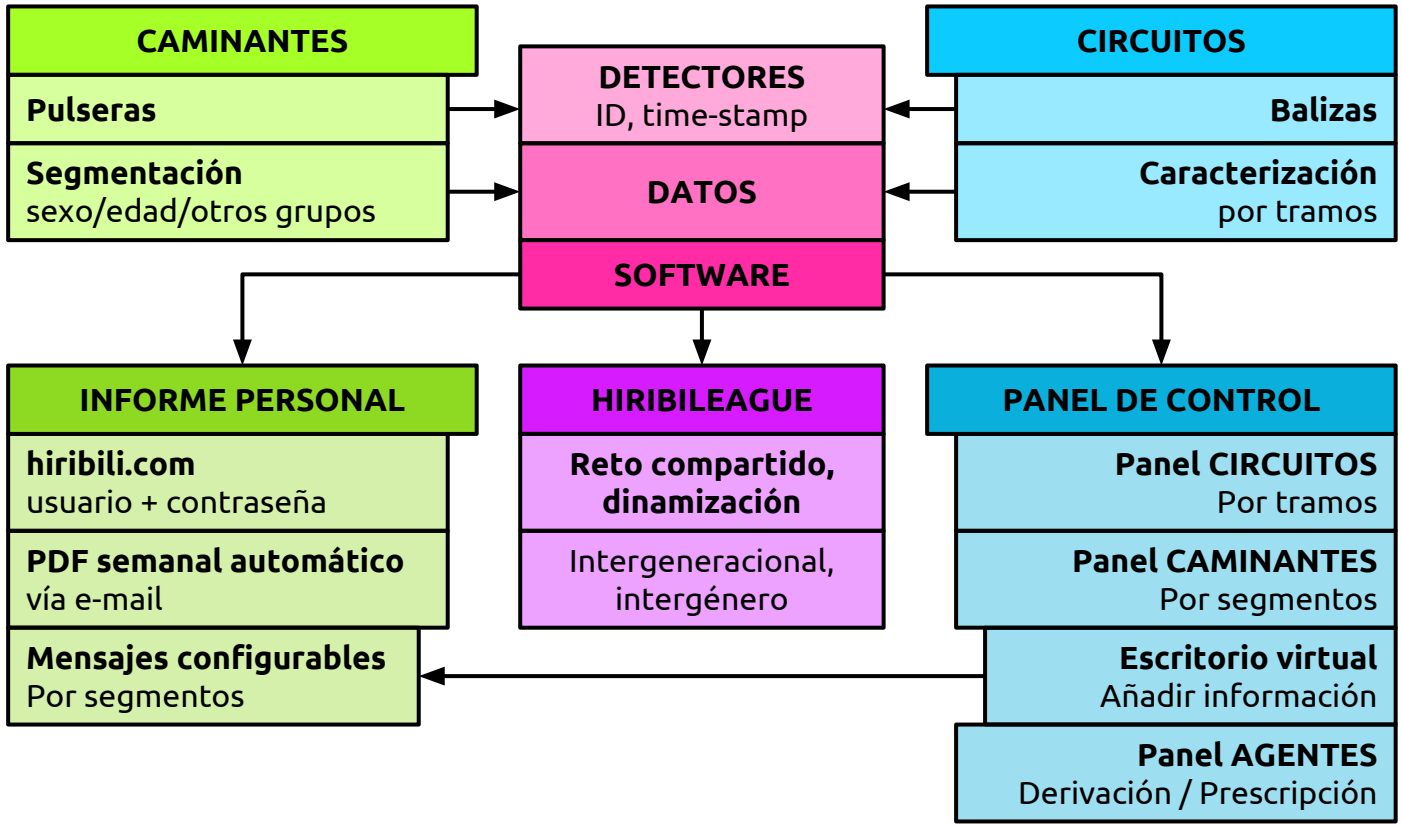 CAMINANTES
Pulseras
Segmentación
sexo/edad/otros grupos
DETECTORES
ID, time-stamp
DATOS
SOFTWARE
CIRCUITOS
Balizas
Caracterización
por tramos
INFORME PERSONAL
hiribili.com
usuario + contraseña
PDF semanal automático
vía e-mail
Mensajes configurables
Por segmentos
HIRIBILEAGUE
Reto compartido,
dinamización
Intergeneracional,
intergénero
PANEL DE CONTROL
Panel CIRCUITOS
Por tramos
Panel CAMINANTES
Por segmentos
Escritorio virtual
Añadir información
Panel AGENTES
Derivación / Prescripción